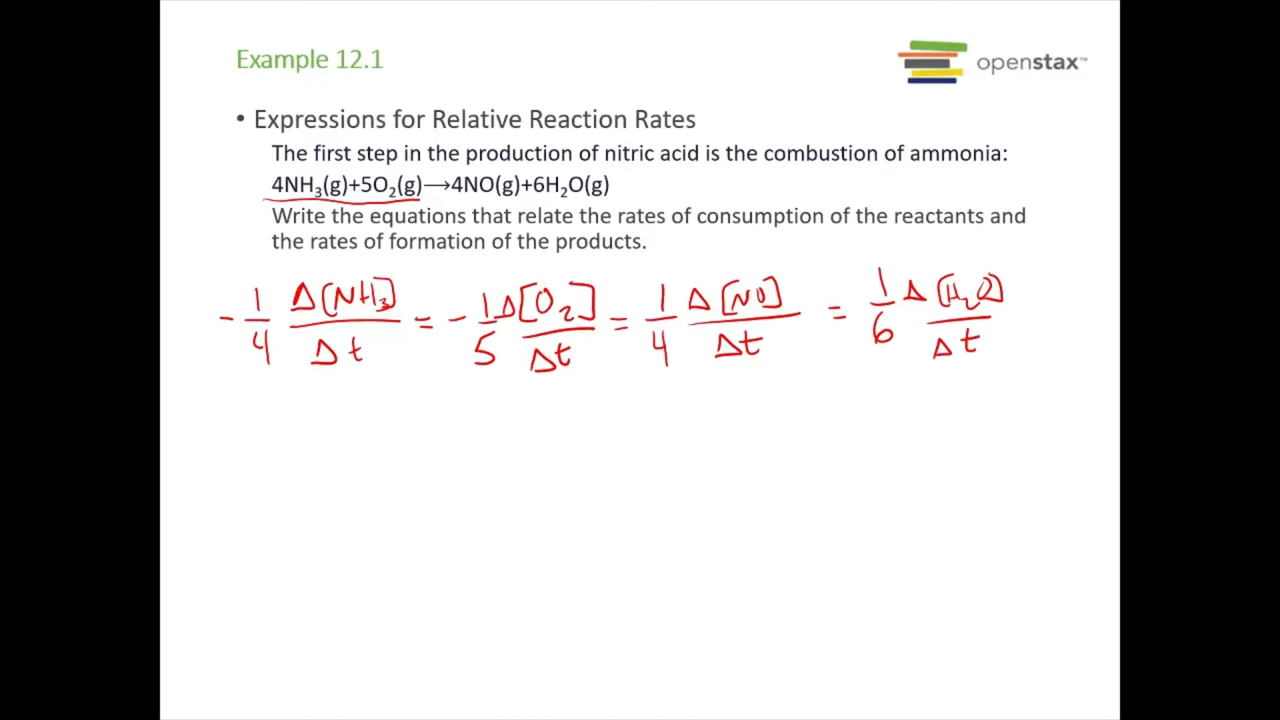 Example 12.1
openstax™
• Expressions for Relative Reaction Rates
The first step in the production of nitric acid is the combustion of ammonia:
4NH₃(g)+5O₂(g)⟶4NO(g)+6H₂O(g)
Write the equations that relate the rates of consumption of the reactants and
the rates of formation of the products.
- 1/4 Δ[NH₃]/Δt = - 1/5 Δ[O₂]/Δt = 1/4 Δ[NO]/Δt = 1/6 Δ[H₂O]/Δt